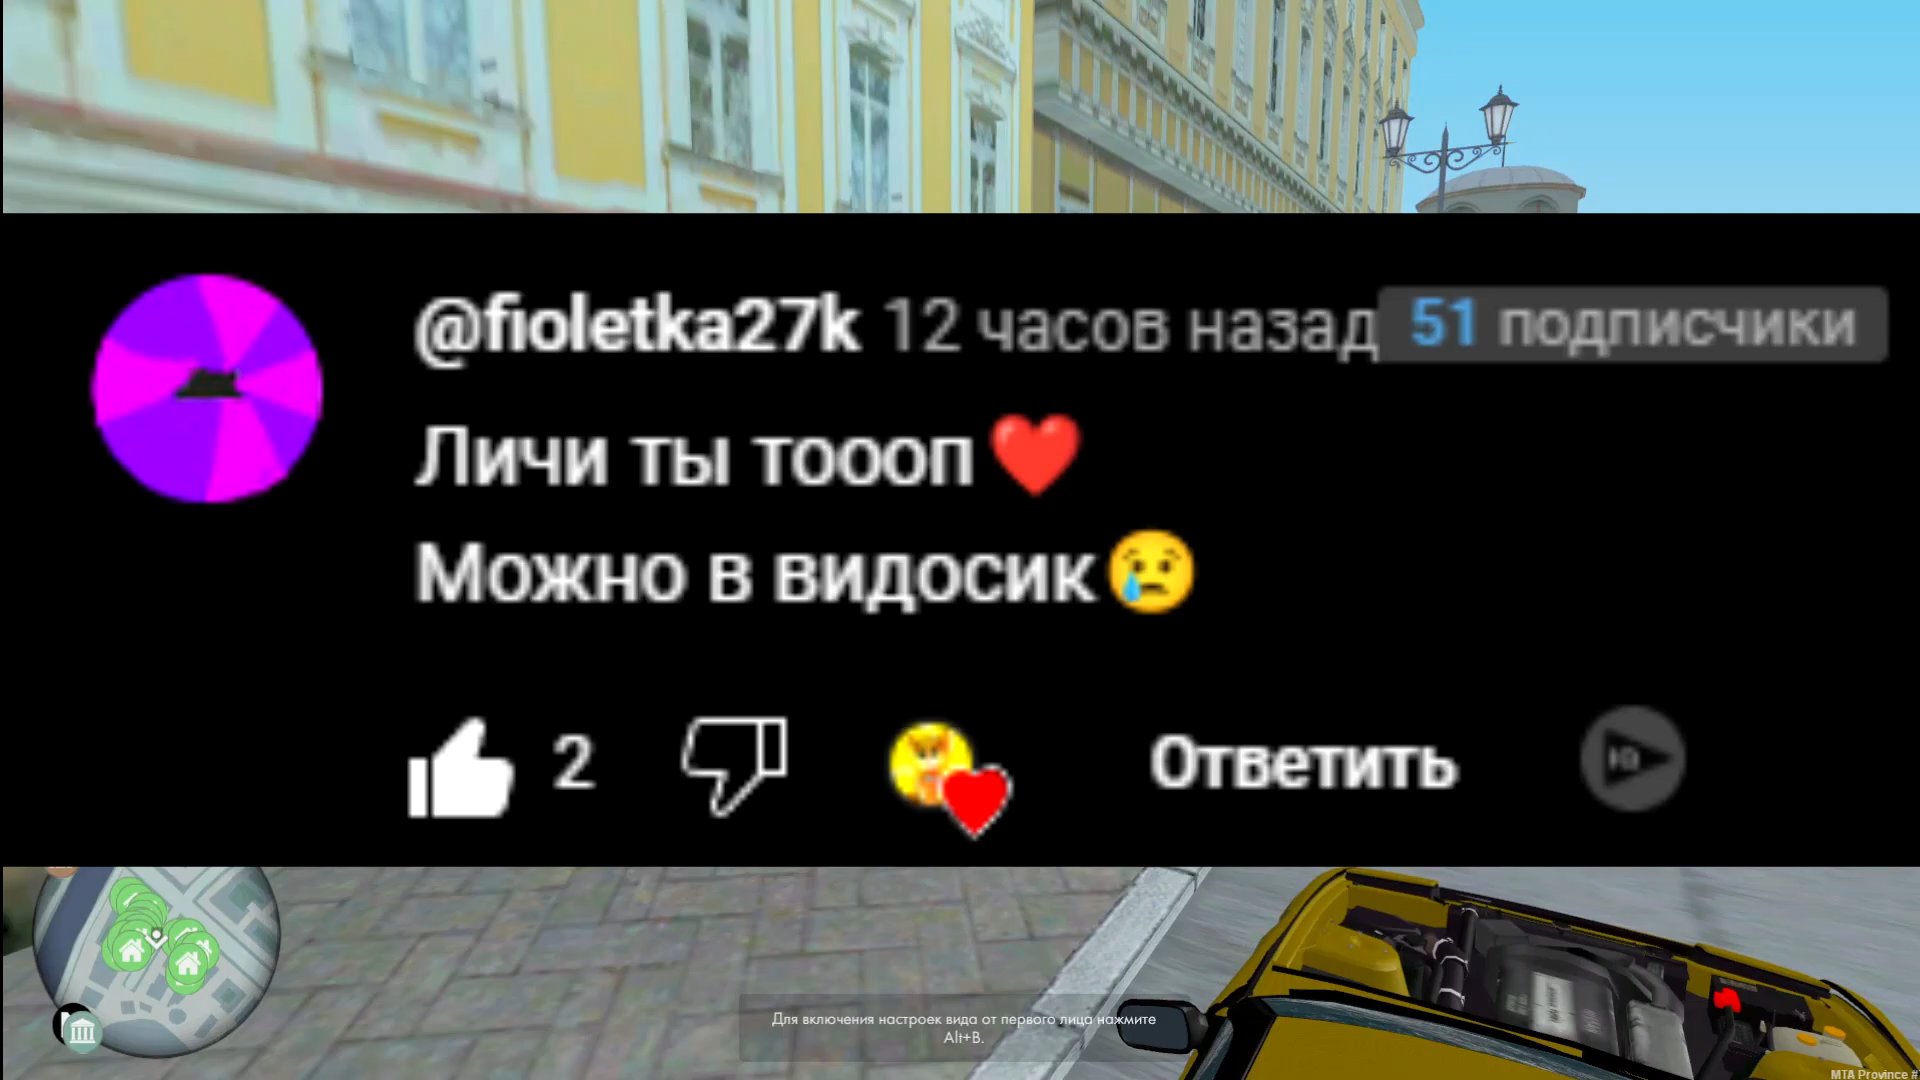 @fioletka27k 12 часов назад 51 подписчики
Личи ты тоооп❤️
Можно в видосик😢
2
Ответить
Для включения настроек вида от первого лица нажмите
Alt+B.
MTA Province #